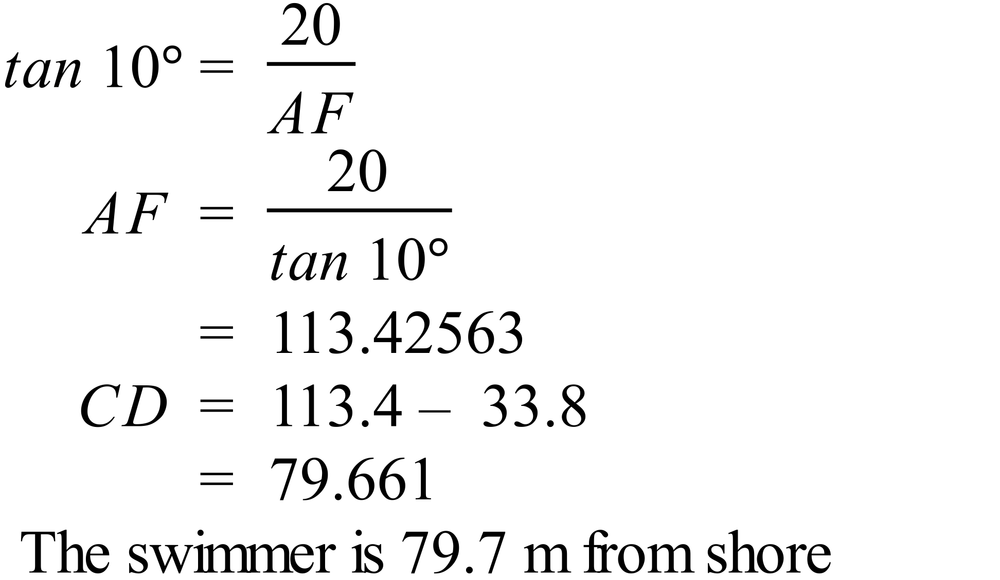 tan 10° = 20/AF
AF = 20/tan 10°
= 113.42563
CD = 113.4 – 33.8
= 79.661
The swimmer is 79.7 m from shore